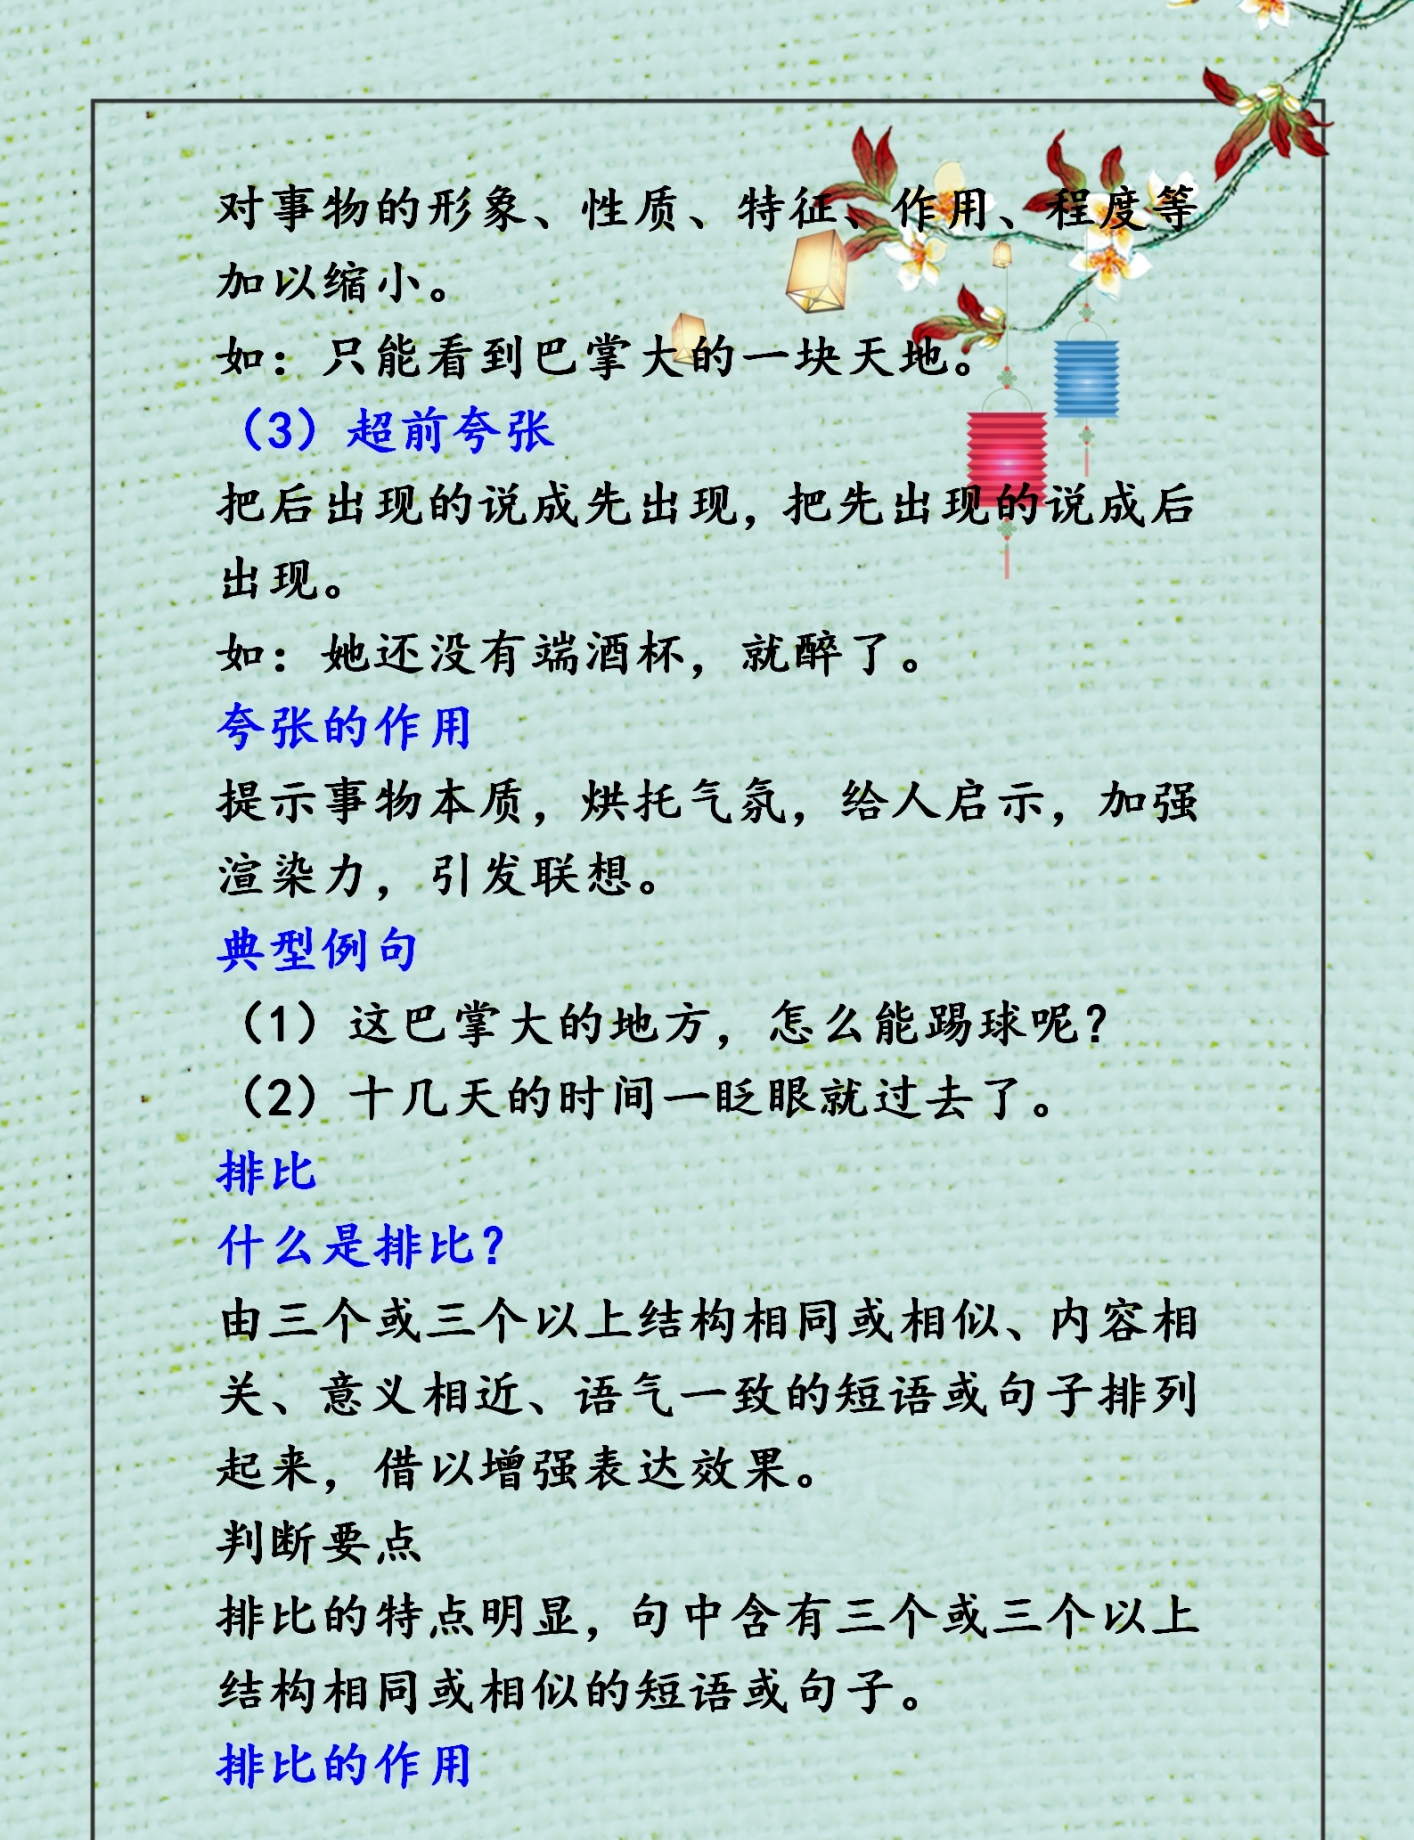 对事物的形象、性质、特征、作用、程度等
加以缩小。
如：只能看到巴掌大的一块天地。
（3）超前夸张
把后出现的说成先出现，把先出现的说成后
出现。
如：她还没有端酒杯，就醉了。
夸张的作用
提示事物本质，烘托气氛，给人启示，加强
渲染力，引发联想。
典型例句
（1）这巴掌大的地方，怎么能踢球呢？
（2）十几天的时间一眨眼就过去了。
排比
什么是排比？
由三个或三个以上结构相同或相似、内容相
关、意义相近、语气一致的短语或句子排列
起来，借以增强表达效果。
判断要点
排比的特点明显，句中含有三个或三个以上
结构相同或相似的短语或句子。
排比的作用